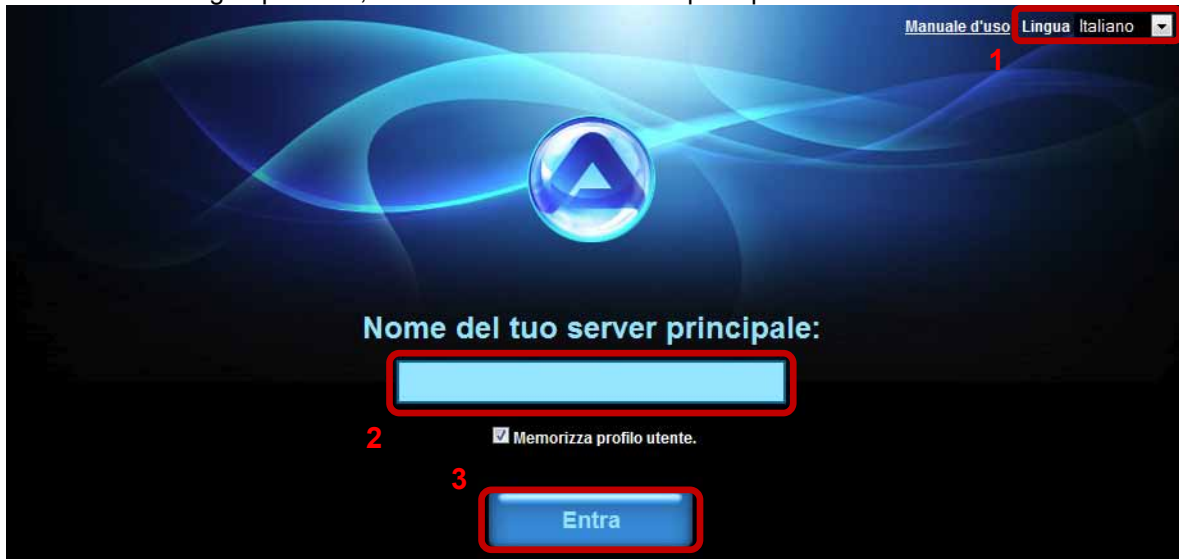 Manuale d'uso Lingua Italiano
1
Nome del tuo server principale:
2
Memorizza profilo utente.
3
Entra